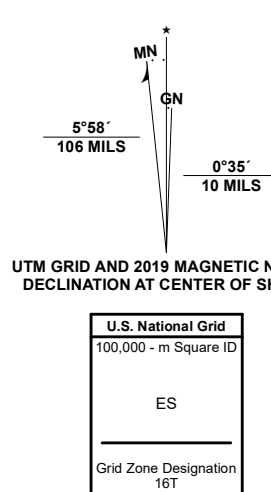 ★
MN
GN
5°58´
106 MILS
0°35´
10 MILS
UTM GRID AND 2019 MAGNETIC N
DECLINATION AT CENTER OF SH
U.S. National Grid
100,000 - m Square ID
ES
Grid Zone Designation
16T